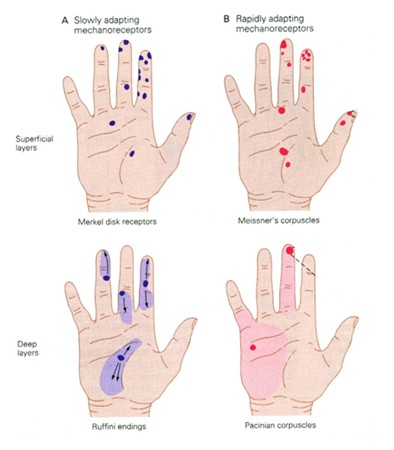 A Slowly adapting
mechanoreceptors
B Rapidly adapting
mechanoreceptors
Superficial
layers
Merkel disk receptors
Meissner's corpuscles
Deep
layers
Ruffini endings
Pacinian corpuscles